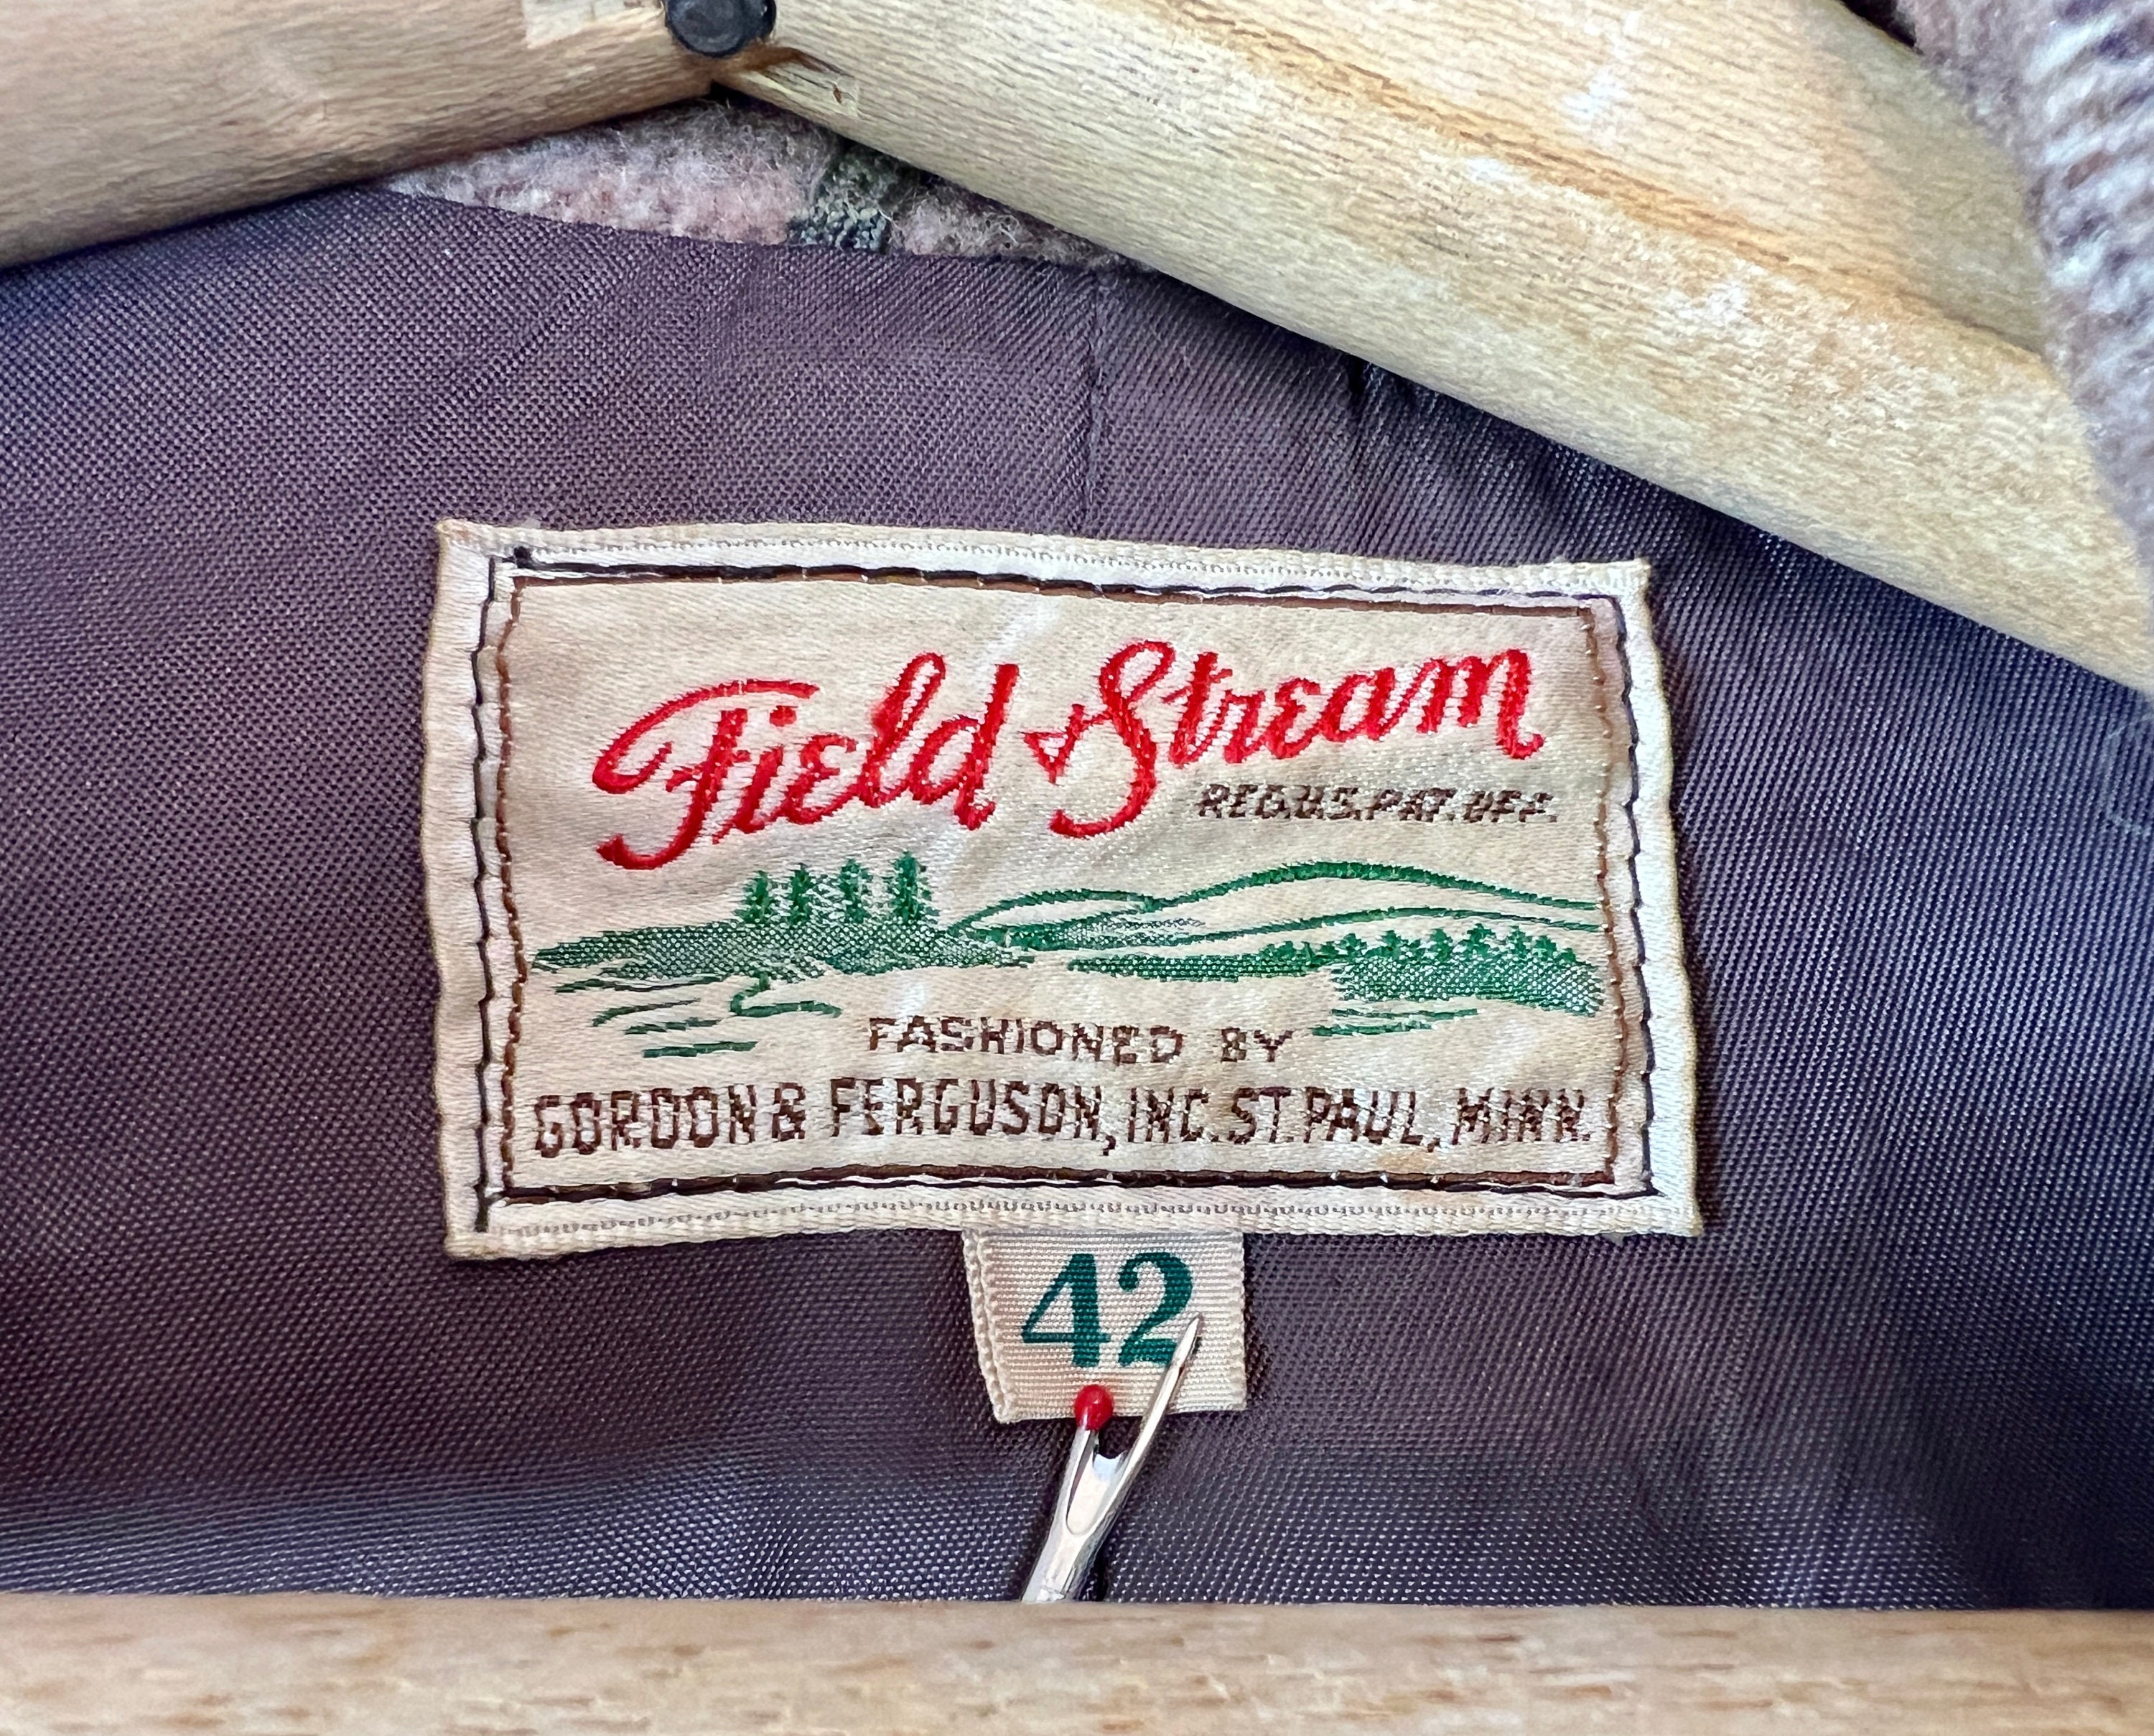 Field & Stream
REG.U.S.PAT.OFF.
FASHIONED BY
GORDON & FERGUSON, INC. ST. PAUL, MINN.
42